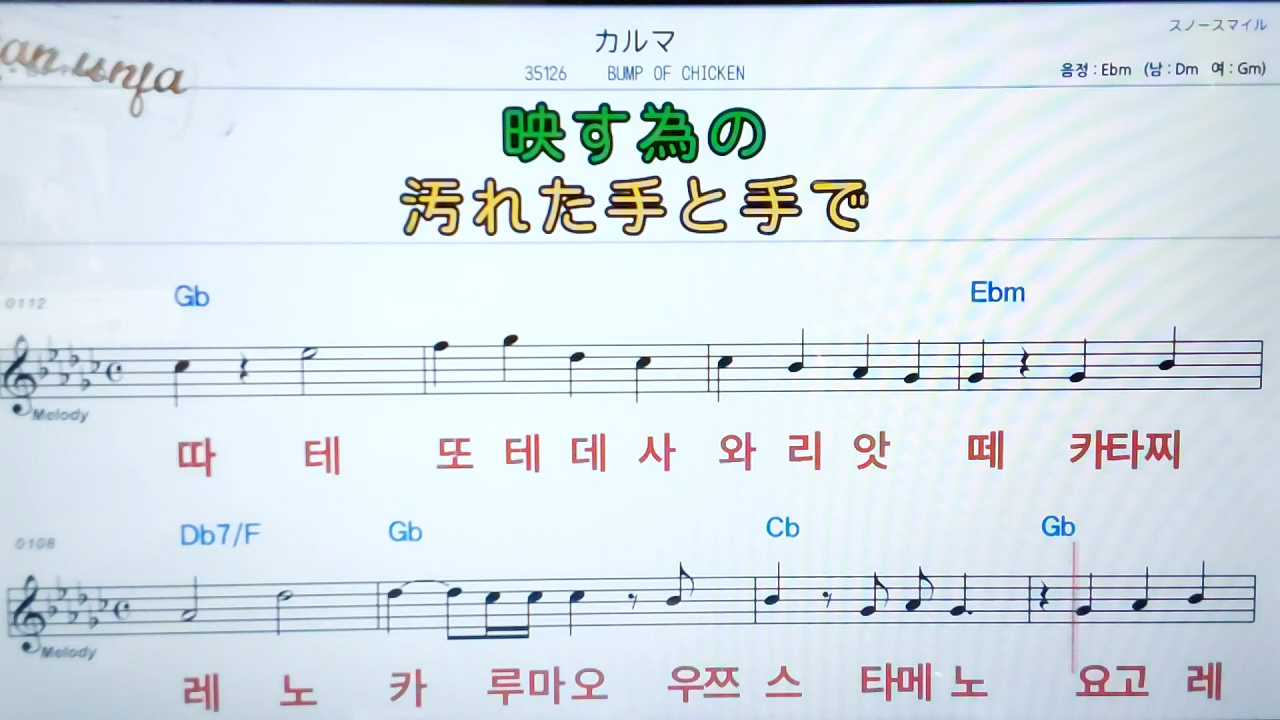 カルマ
スノースマイル
35126 BUMP OF CHICKEN
음정 : Ebm (남 : Dm 여 : Gm)
映す為の
汚れた手と手で
0112
Gb Ebm
Melody
따 테 또 테 데 사 와 리 앗 떼 카타찌
Db7/F Gb Cb Gb
0108
Melody
레 노 카 루마오 우쯔 스 타메 노 요고 레